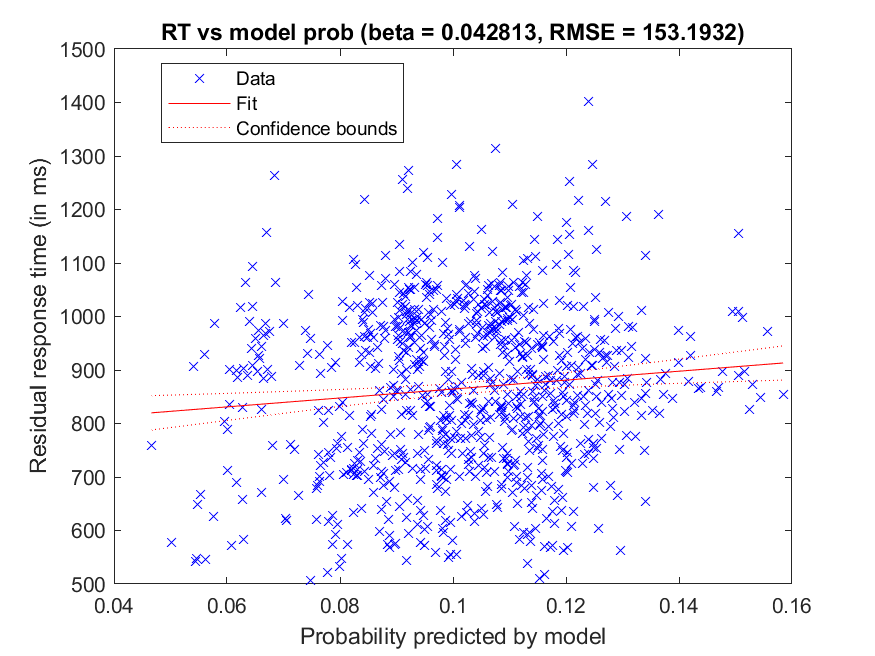 RT vs model prob (beta = 0.042813, RMSE = 153.1932)
1500
1400
1300
1200
1100
1000
900
800
700
600
500
Residual response time (in ms)
Data
Fit
Confidence bounds
0.04 0.06 0.08 0.1 0.12 0.14 0.16
Probability predicted by model